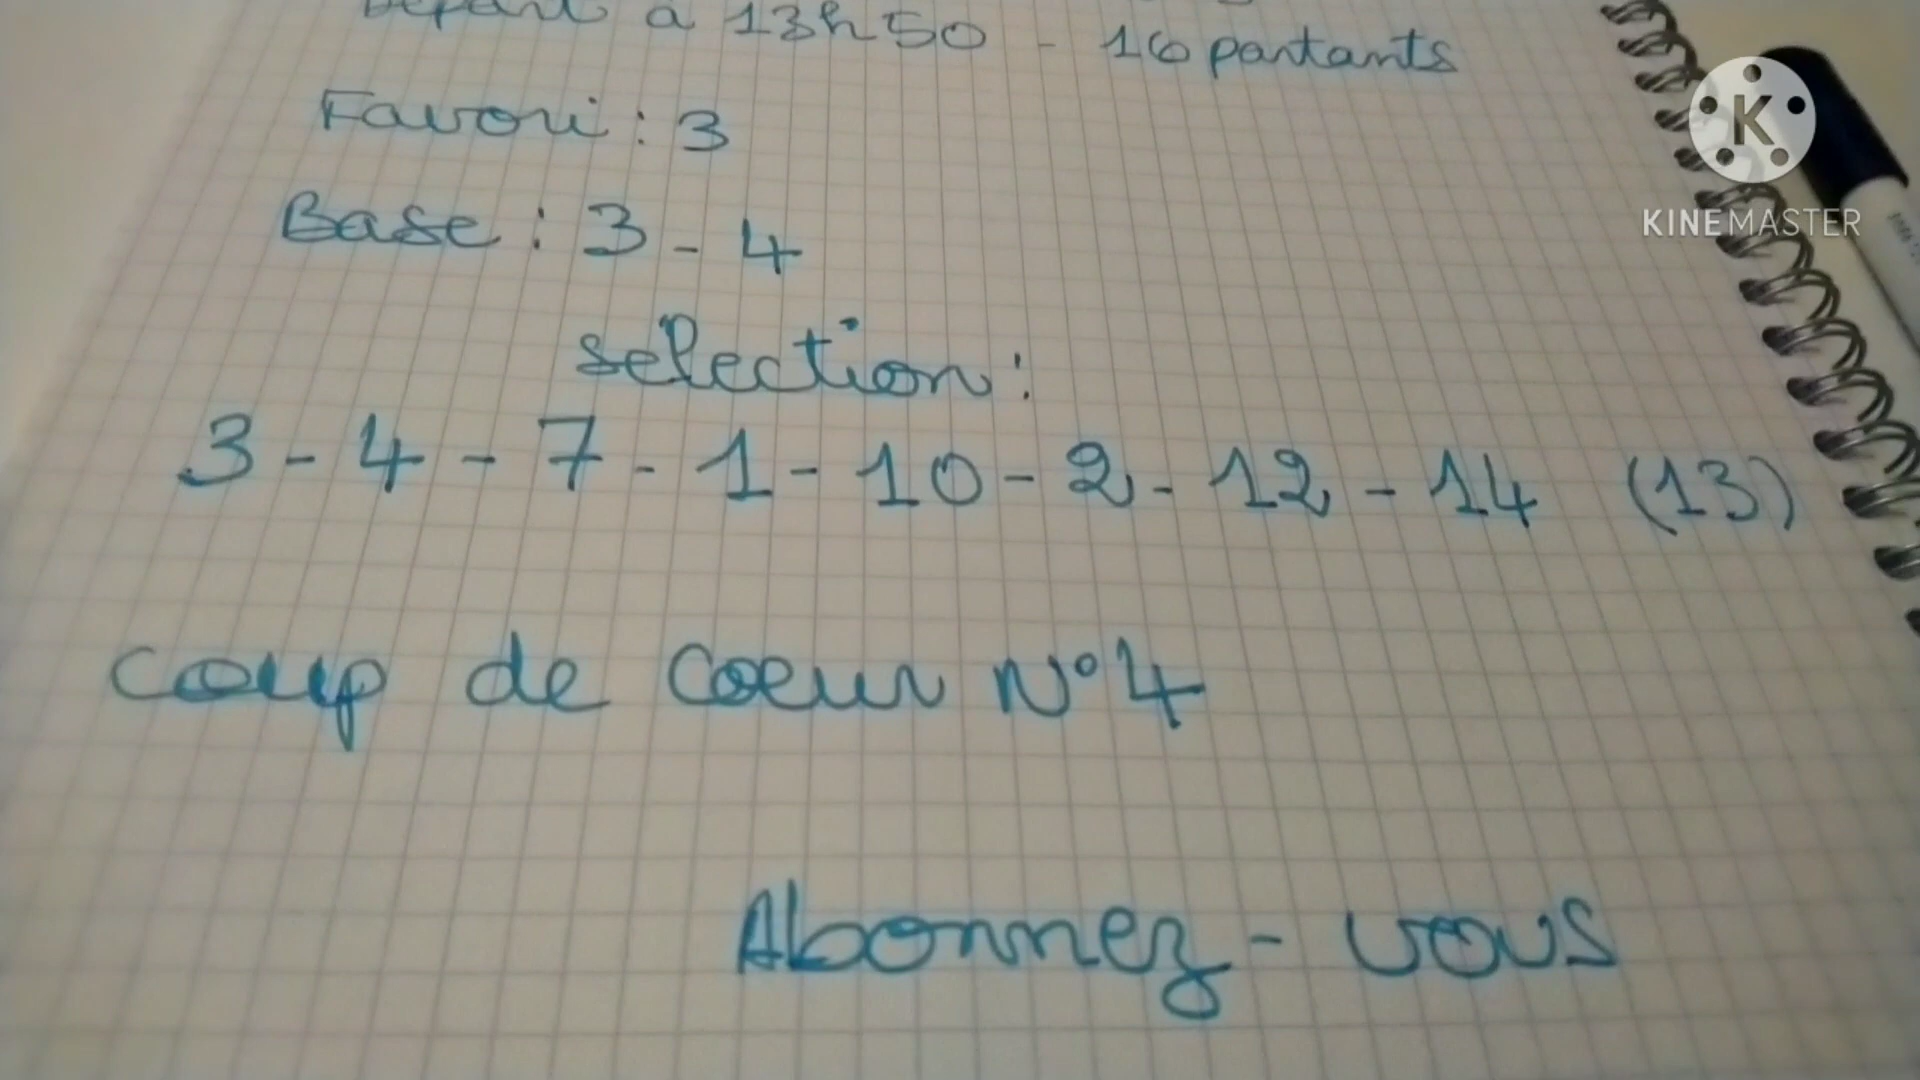 Départ à 13h50 - 16 partants
Favori : 3
Base : 3 - 4
sélection :
3 - 4 - 7 - 1 - 10 - 2 - 12 - 14 (13)
coup de coeur N°4
Abonnez - vous
K
KINEMASTER